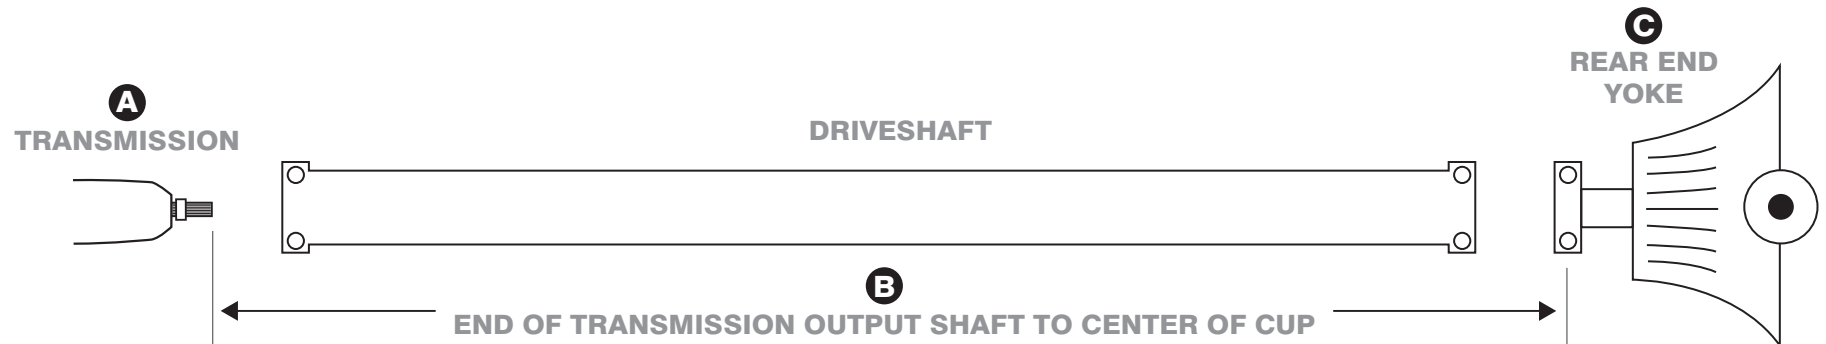 A
TRANSMISSION
DRIVESHAFT
C
REAR END
YOKE
B
END OF TRANSMISSION OUTPUT SHAFT TO CENTER OF CUP